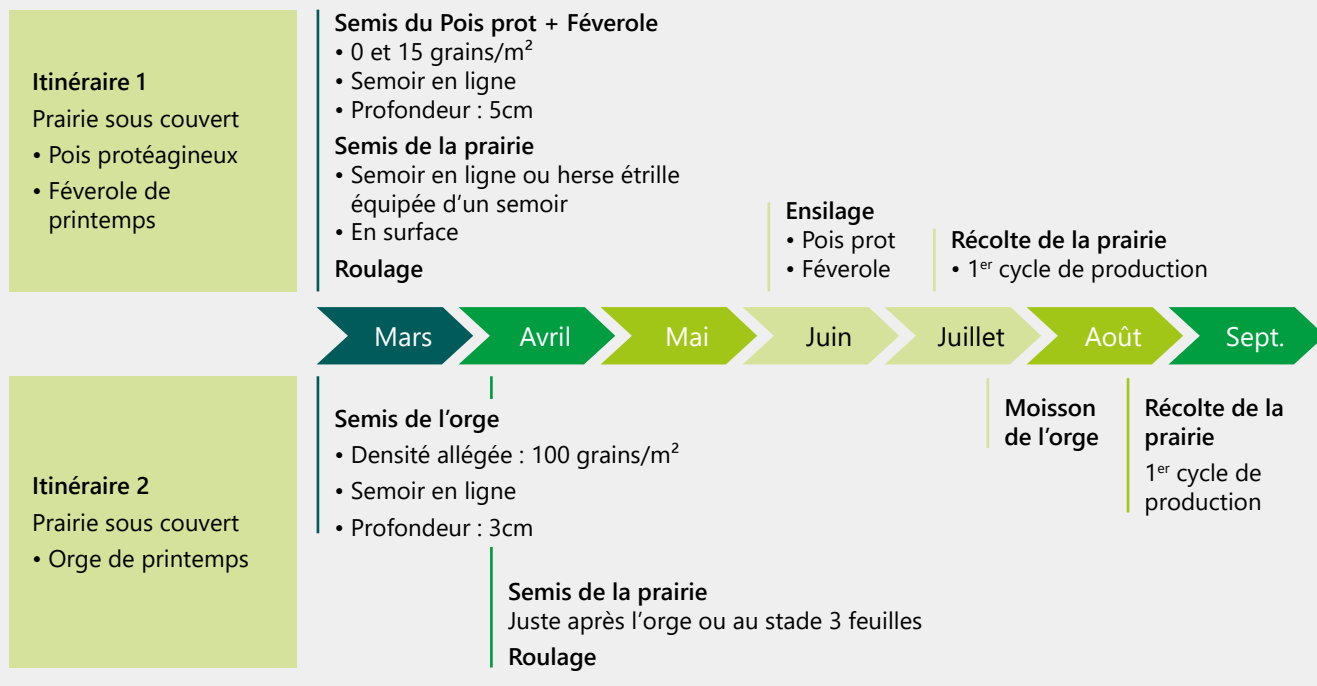 Itinéraire 1
Prairie sous couvert
• Pois protéagineux
• Féverole de
printemps
Semis du Pois prot + Féverole
• 0 et 15 grains/m²
• Semoir en ligne
• Profondeur : 5cm
Semis de la prairie
• Semoir en ligne ou herse étrille
équipée d'un semoir
• En surface
Roulage
Ensilage
• Pois prot
• Féverole
Récolte de la prairie
• 1er cycle de production
Mars
Avril
Mai
Juin
Juillet
Août
Sept.
Itinéraire 2
Prairie sous couvert
• Orge de printemps
Semis de l'orge
• Densité allégée : 100 grains/m²
• Semoir en ligne
• Profondeur : 3cm
Semis de la prairie
Juste après l'orge ou au stade 3 feuilles
Roulage
Moisson
de l'orge
Récolte de la
prairie
1er cycle de
production